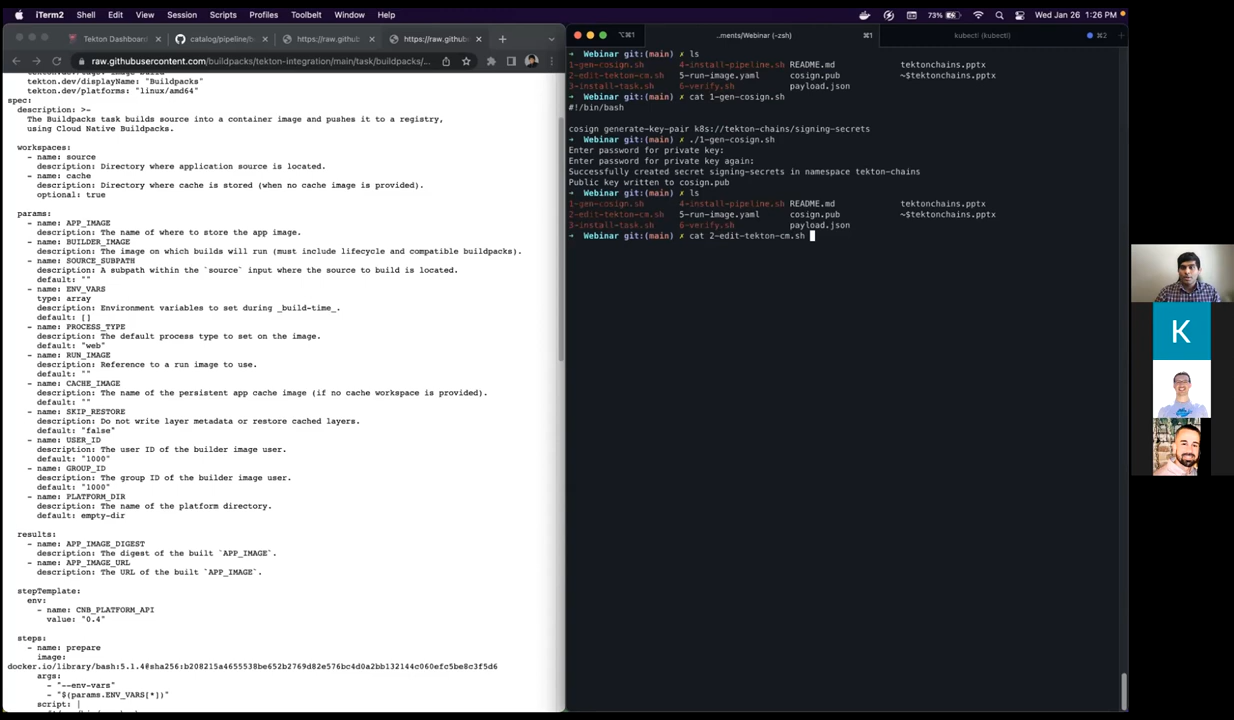 iTerm2 Shell Edit View Session Scripts Profiles Toolbelt Window Help
73% Wed Jan 26 1:26 PM
Tekton Dashboard
catalog/pipeline/b
https://raw.github
https://raw.github
raw.githubusercontent.com/buildpacks/tekton-integration/main/task/buildpacks/...
tekton.dev/displayName: "Buildpacks"
tekton.dev/platforms: "linux/amd64"
spec:
description: >-
The Buildpacks task builds source into a container image and pushes it to a registry,
using Cloud Native Buildpacks.
workspaces:
- name: source
description: Directory where application source is located.
- name: cache
description: Directory where cache is stored (when no cache image is provided).
optional: true
params:
- name: APP_IMAGE
description: The name of where to store the app image.
- name: BUILDER_IMAGE
description: The image on which builds will run (must include lifecycle and compatible buildpacks).
- name: SOURCE_SUBPATH
description: A subpath within the `source` input where the source to build is located.
default: ""
- name: ENV_VARS
type: array
description: Environment variables to set during _build-time_.
default: []
- name: PROCESS_TYPE
description: The default process type to set on the image.
default: "web"
- name: RUN_IMAGE
description: Reference to a run image to use.
default: ""
- name: CACHE_IMAGE
description: The name of the persistent app cache image (if no cache workspace is provided).
default: ""
- name: SKIP_RESTORE
description: Do not write layer metadata or restore cached layers.
default: "false"
- name: USER_ID
description: The user ID of the builder image user.
default: "1000"
- name: GROUP_ID
description: The group ID of the builder image user.
default: "1000"
- name: PLATFORM_DIR
description: The name of the platform directory.
default: empty-dir
results:
- name: APP_IMAGE_DIGEST
description: The digest of the built `APP_IMAGE`.
- name: APP_IMAGE_URL
description: The URL of the built `APP_IMAGE`.
stepTemplate:
env:
- name: CNB_PLATFORM_API
value: "0.4"
steps:
- name: prepare
image:
docker.io/library/bash:5.1.4@sha256:b208215a4655538be652b2769d82e576bc4d0a2bb132144c060efc5be8c3f5d6
args:
- "--env-vars"
- "$(params.ENV_VARS[*])"
script: |
⌥⌘1 ..ments/Webinar (-zsh) ⌘1 kubectl (kubectl) ⌘2
➜ Webinar git:(main) ✗ ls
1-gen-cosign.sh 4-install-pipeline.sh README.md tektonchains.pptx
2-edit-tekton-cm.sh 5-run-image.yaml cosign.pub ~$tektonchains.pptx
3-install-task.sh 6-verify.sh payload.json
➜ Webinar git:(main) ✗ cat 1-gen-cosign.sh
#!/bin/bash
cosign generate-key-pair k8s://tekton-chains/signing-secrets
➜ Webinar git:(main) ✗ ./1-gen-cosign.sh
Enter password for private key:
Enter password for private key again:
Successfully created secret signing-secrets in namespace tekton-chains
Public key written to cosign.pub
➜ Webinar git:(main) ✗ ls
1-gen-cosign.sh 4-install-pipeline.sh README.md tektonchains.pptx
2-edit-tekton-cm.sh 5-run-image.yaml cosign.pub ~$tektonchains.pptx
3-install-task.sh 6-verify.sh payload.json
➜ Webinar git:(main) ✗ cat 2-edit-tekton-cm.sh
K